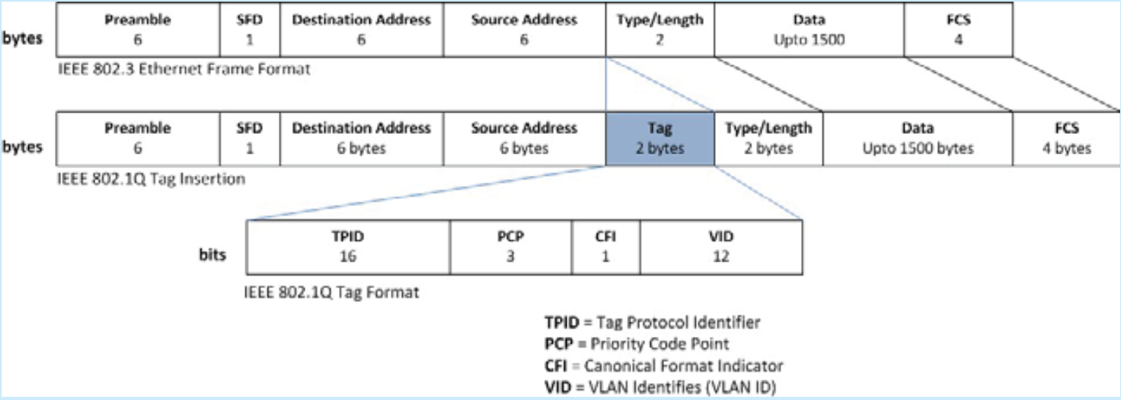 Preamble SFD Destination Address Source Address Type/Length Data FCS
bytes 6 1 6 6 2 Upto 1500 4
IEEE 802.3 Ethernet Frame Format
Preamble SFD Destination Address Source Address Tag Type/Length Data FCS
bytes 6 1 6 bytes 6 bytes 2 bytes 2 bytes Upto 1500 bytes 4 bytes
IEEE 802.1Q Tag Insertion
TPID PCP CFI VID
bits 16 3 1 12
IEEE 802.1Q Tag Format
TPID = Tag Protocol Identifier
PCP = Priority Code Point
CFI = Canonical Format Indicator
VID = VLAN Identifies (VLAN ID)